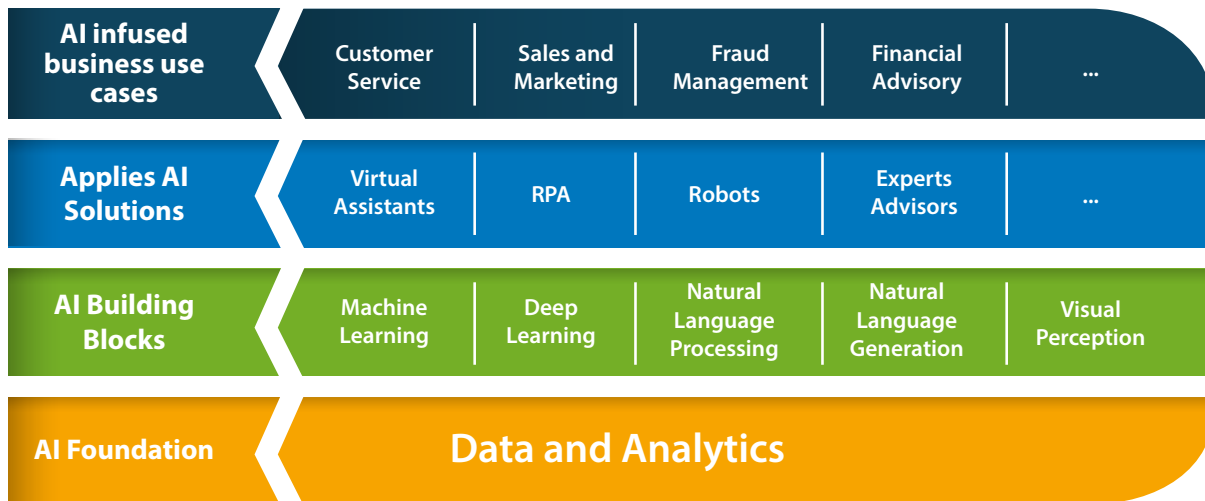 AI infused
business use
cases
Customer
Service
Sales and
Marketing
Fraud
Management
Financial
Advisory
...
Applies AI
Solutions
Virtual
Assistants
RPA
Robots
Experts
Advisors
...
AI Building
Blocks
Machine
Learning
Deep
Learning
Natural
Language
Processing
Natural
Language
Generation
Visual
Perception
AI Foundation
Data and Analytics